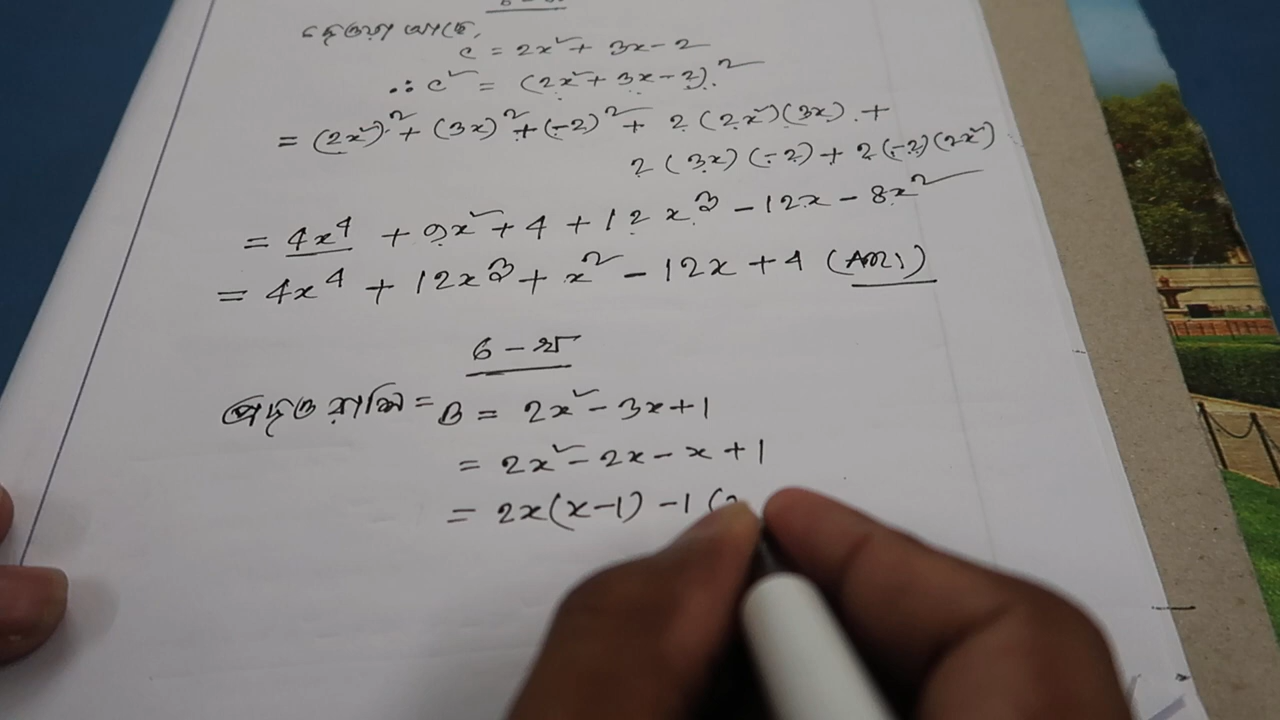 দেওয়া আছে,
C = 2x² + 3x - 2
∴ C² = (2x² + 3x - 2)²
= (2x²)² + (3x)² + (-2)² + 2(2x²)(3x) +
2(3x)(-2) + 2(-2)(2x²)
= 4x⁴ + 9x² + 4 + 12x³ - 12x - 8x²
= 4x⁴ + 12x³ + x² - 12x + 4 (Ans)
6 - খ
প্রদত্ত রাশি = B = 2x² - 3x + 1
= 2x² - 2x - x + 1
= 2x(x-1) -1(